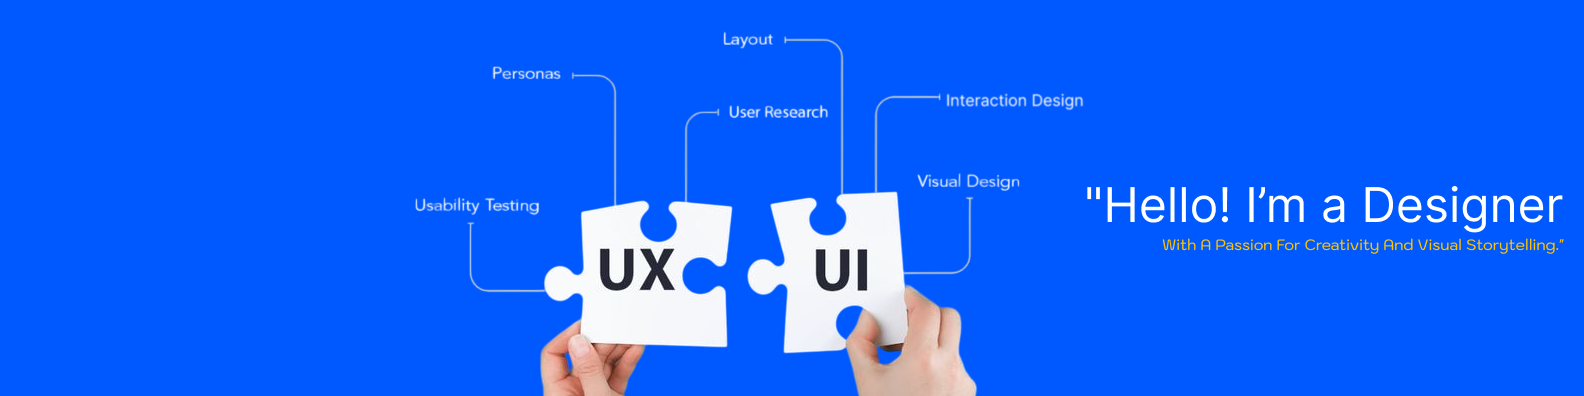 Layout
Personas
Interaction Design
User Research
Visual Design
Usability Testing
"Hello! I’m a Designer
With A Passion For Creativity And Visual Storytelling.”
UX
UI